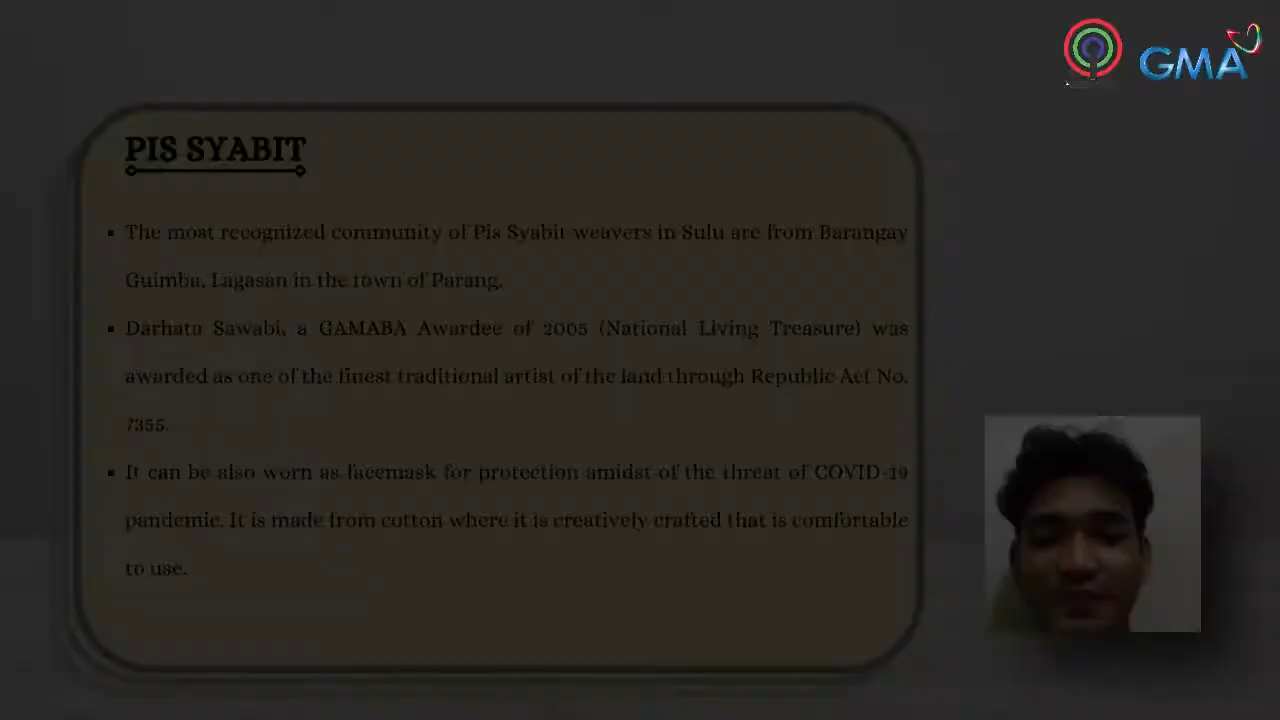 GMA
PIS SYABIT
The most recognized community of Pis Syabit weavers in Sulu are from Barangay
Guimba, Lagasan in the town of Parang.
Darhata Sawabi, a GAMABA Awardee of 2005 (National Living Treasure) was
awarded as one of the finest traditional artist of the land through Republic Act No.
7355.
It can be also worn as facemask for protection amidst of the threat of COVID-19
pandemic. It is made from cotton where it is creatively crafted that is comfortable
to use.